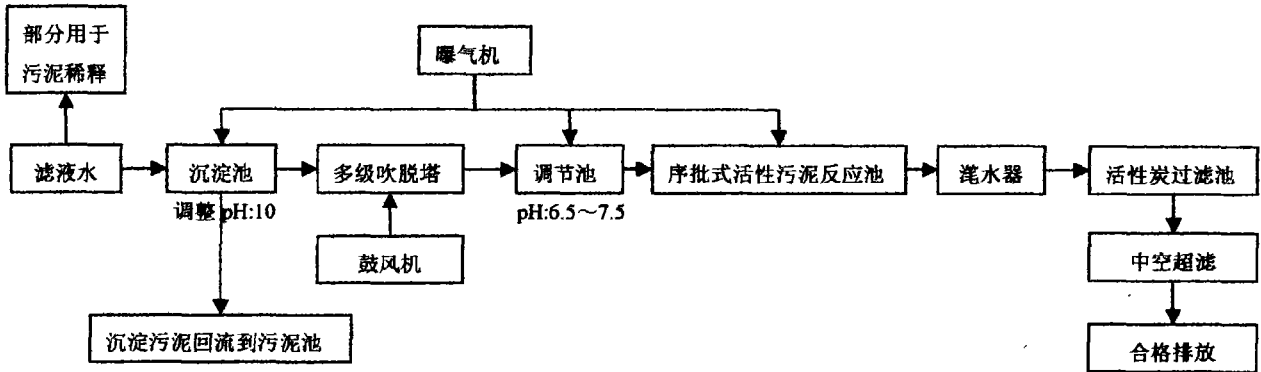 部分用于
污泥稀释
曝气机
滤液水
沉淀池
多级吹脱塔
调节池
序批式活性污泥反应池
滗水器
活性炭过滤池
调整 pH:10
pH:6.5～7.5
鼓风机
中空超滤
沉淀污泥回流到污泥池
合格排放